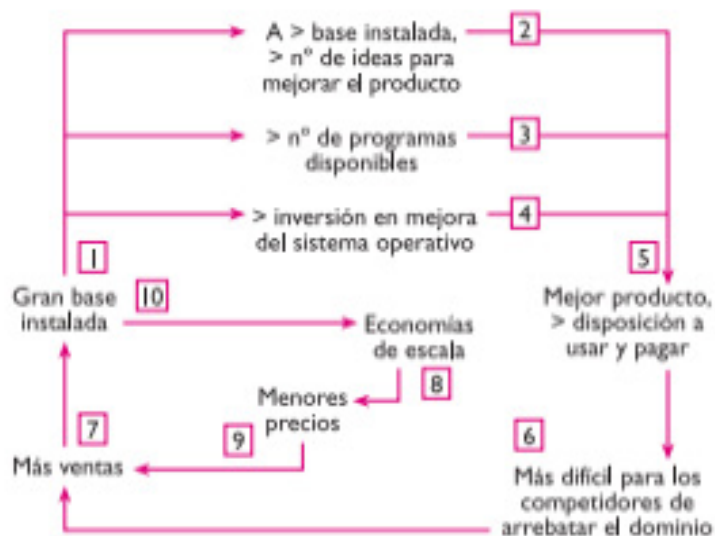 A > base instalada,
> nº de ideas para
mejorar el producto
2
> nº de programas
disponibles
3
> inversión en mejora
del sistema operativo
4
1
5
Gran base
instalada
10
Economías
de escala
Mejor producto,
> disposición a
usar y pagar
8
Menores
precios
7
9
6
Más ventas
Más difícil para los
competidores de
arrebatar el dominio